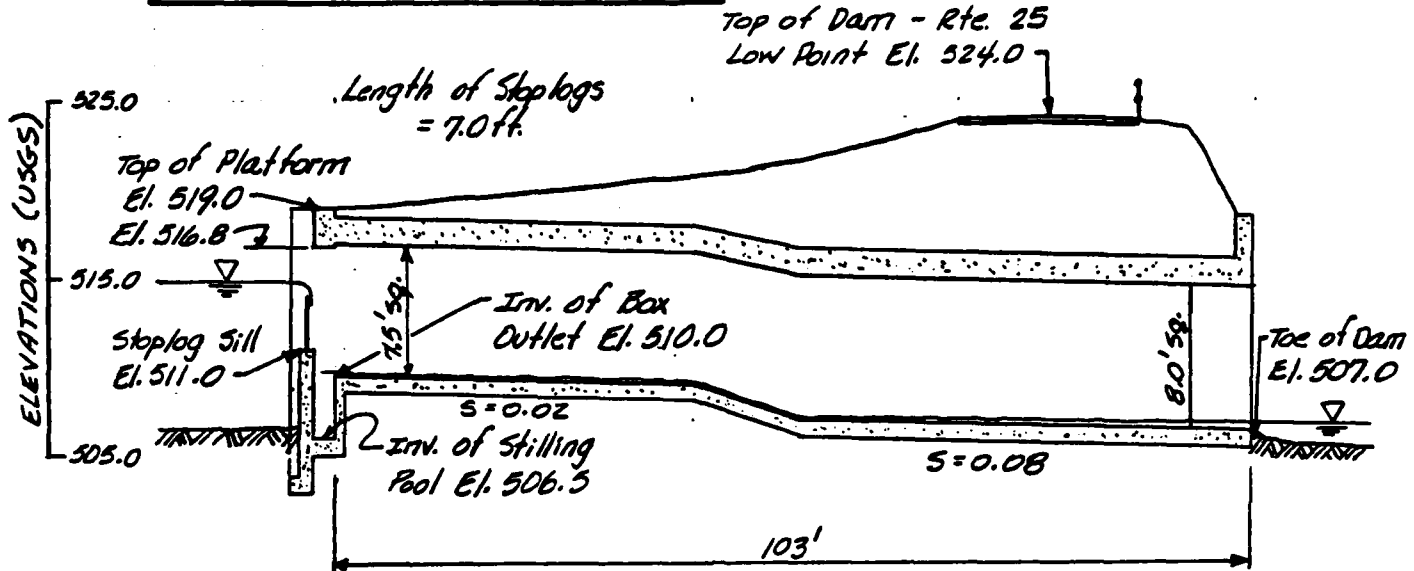 Top of Dam - Rte. 25
Low Point El. 524.0
Length of Stoplogs
= 7.0 ft.
525.0
Top of Platform
El. 519.0
El. 516.8
ELEVATIONS (USGS)
515.0
Inv. of Box
Outlet El. 510.0
7.5' sq.
Stoplog Sill
El. 511.0
8.0' sq.
Toe of Dam
El. 507.0
S = 0.02
505.0
Inv. of Stilling
Pool El. 506.5
S = 0.08
103'